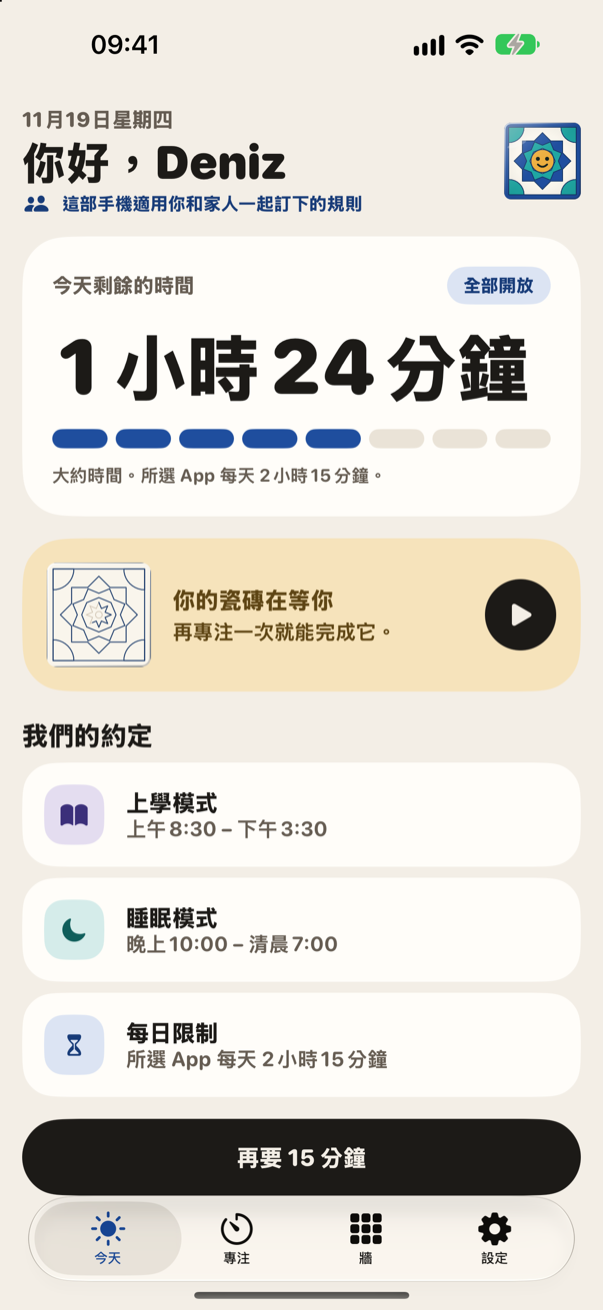 09:41
11月19日星期四
你好，Deniz
這部手機適用你和家人一起訂下的規則
今天剩餘的時間
全部開放
1 小時 24 分鐘
大約時間。所選 App 每天 2 小時 15 分鐘。
你的瓷磚在等你
再專注一次就能完成它。
我們的約定
上學模式
上午 8:30 – 下午 3:30
睡眠模式
晚上 10:00 – 清晨 7:00
每日限制
所選 App 每天 2 小時 15 分鐘
再要 15 分鐘
今天
專注
牆
設定